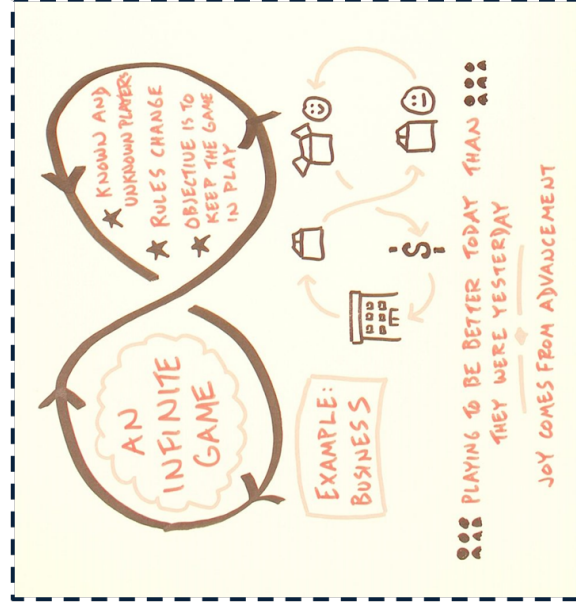 AN
INFINITE
GAME
KNOWN AND
UNKNOWN PLAYERS
RULES CHANGE
OBJECTIVE IS TO
KEEP THE GAME
IN PLAY
EXAMPLE:
BUSINESS
$
PLAYING TO BE BETTER TODAY THAN
THEY WERE YESTERDAY
JOY COMES FROM ADVANCEMENT